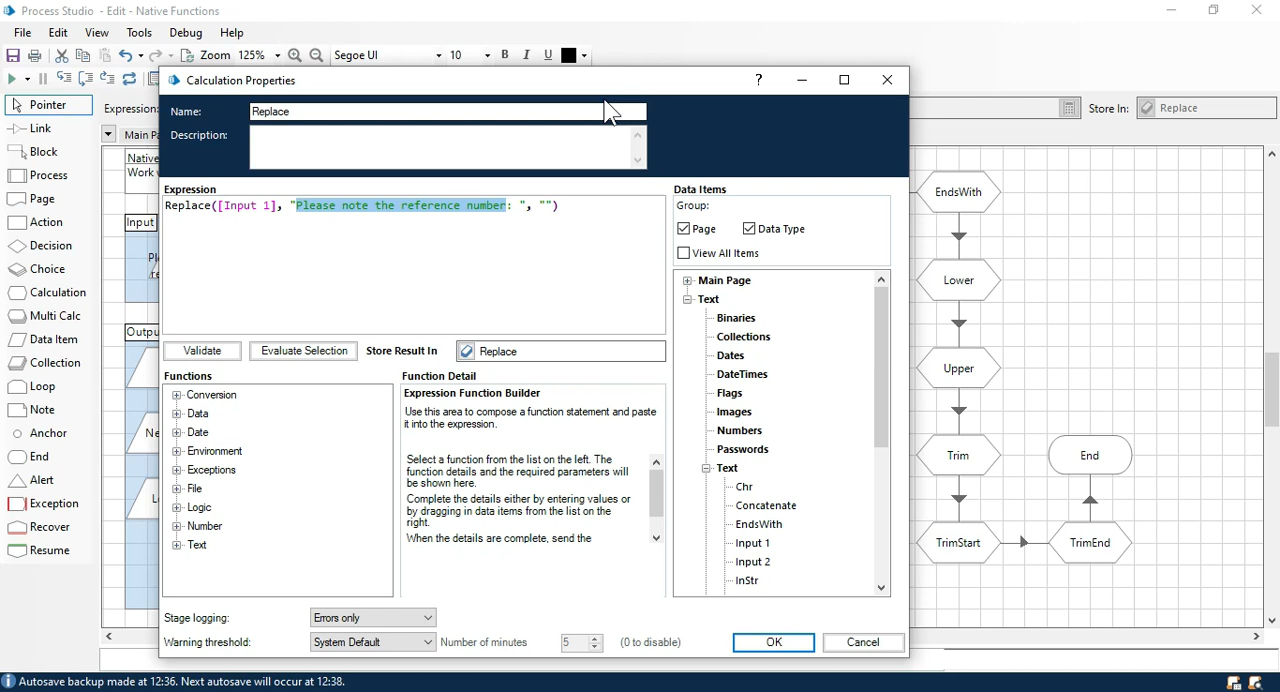 Process Studio - Edit - Native Functions
File Edit View Tools Debug Help
Zoom 125% Segoe UI 10 B I U
Calculation Properties ?
Pointer
Link
Block
Process
Page
Action
Decision
Choice
Calculation
Multi Calc
Data Item
Collection
Loop
Note
Anchor
End
Alert
Exception
Recover
Resume
Expression:
Store In: Replace
Main Pa
Native
Work
Input
Outpu
Name: Replace
Description:
Expression
Replace([Input 1], "Please note the reference number: ", "")
Validate Evaluate Selection Store Result In Replace
Functions
Conversion
Data
Date
Environment
Exceptions
File
Logic
Number
Text
Function Detail
Expression Function Builder
Use this area to compose a function statement and paste
it into the expression.
Select a function from the list on the left. The
function details and the required parameters will
be shown here.
Complete the details either by entering values or
by dragging in data items from the list on the
right.
When the details are complete, send the
Data Items
Group:
Page Data Type
View All Items
Main Page
Text
Binaries
Collections
Dates
DateTimes
Flags
Images
Numbers
Passwords
Text
Chr
Concatenate
EndsWith
Input 1
Input 2
InStr
Stage logging: Errors only
Warning threshold: System Default Number of minutes 5 (0 to disable)
OK Cancel
EndsWith
Lower
Upper
Trim
End
TrimStart
TrimEnd
Autosave backup made at 12:36. Next autosave will occur at 12:38.